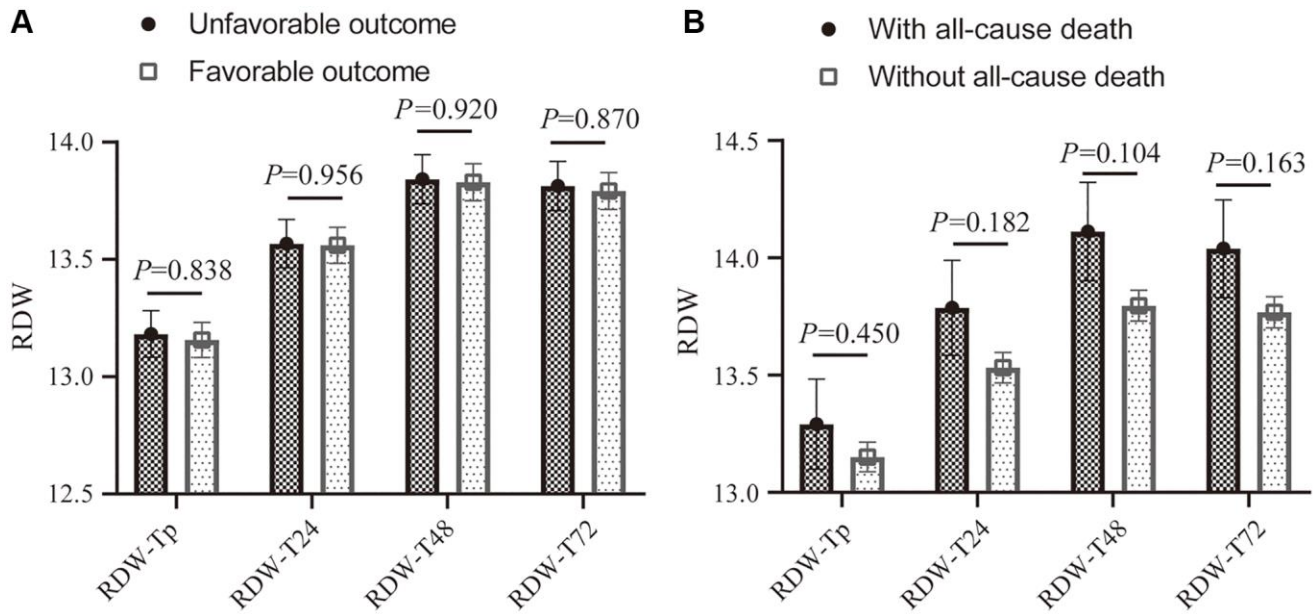 A
Unfavorable outcome
Favorable outcome
P=0.920
P=0.870
14.0
P=0.956
13.5
P=0.838
RDW
13.0
12.5
RDW-Tp
RDW-T24
RDW-T48
RDW-T72
B
With all-cause death
Without all-cause death
14.5
P=0.104
P=0.163
P=0.182
14.0
P=0.450
RDW
13.5
13.0
RDW-Tp
RDW-T24
RDW-T48
RDW-T72